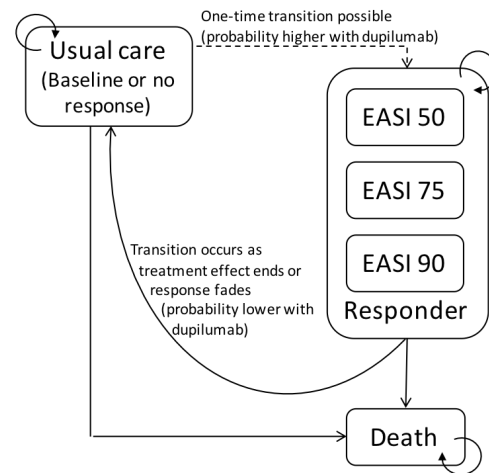 One-time transition possible
(probability higher with dupilumab)
Usual care
(Baseline or no
response)
EASI 50
EASI 75
EASI 90
Responder
Transition occurs as
treatment effect ends or
response fades
(probability lower with
dupilumab)
Death